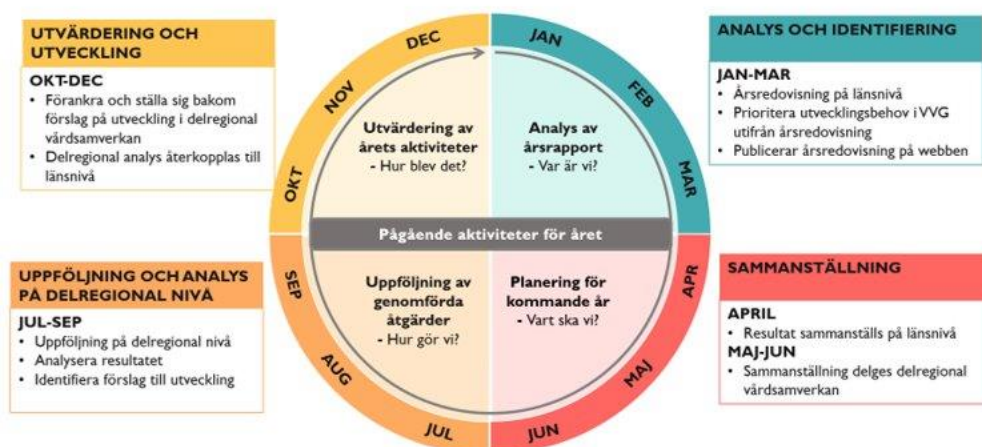 UTVÄRDERING OCH
UTVECKLING
OKT-DEC
• Förankra och ställa sig bakom
förslag på utveckling i delregional
vårdsamverkan
• Delregional analys återkopplas till
länsnivå
UPPFÖLJNING OCH ANALYS
PÅ DELREGIONAL NIVÅ
JUL-SEP
• Uppföljning på delregional nivå
• Analysera resultatet
• Identifiera förslag till utveckling
JAN
FEB
MAR
APR
MAJ
JUN
JUL
AUG
SEP
OKT
NOV
DEC
Utvärdering av
årets aktiviteter
- Hur blev det?
Analys av
årsrapport
- Var är vi?
Pågående aktiviteter för året
Uppföljning av
genomförda
åtgärder
- Hur gör vi?
Planering för
kommande år
- Vart ska vi?
ANALYS OCH IDENTIFIERING
JAN-MAR
• Årsredovisning på länsnivå
• Prioritera utvecklingsbehov i VVG
utifrån årsredovisning
• Publicerar årsredovisning på webben
SAMMANSTÄLLNING
APRIL
• Resultat sammanställs på länsnivå
MAJ-JUN
• Sammanställning delges delregional
vårdsamverkan